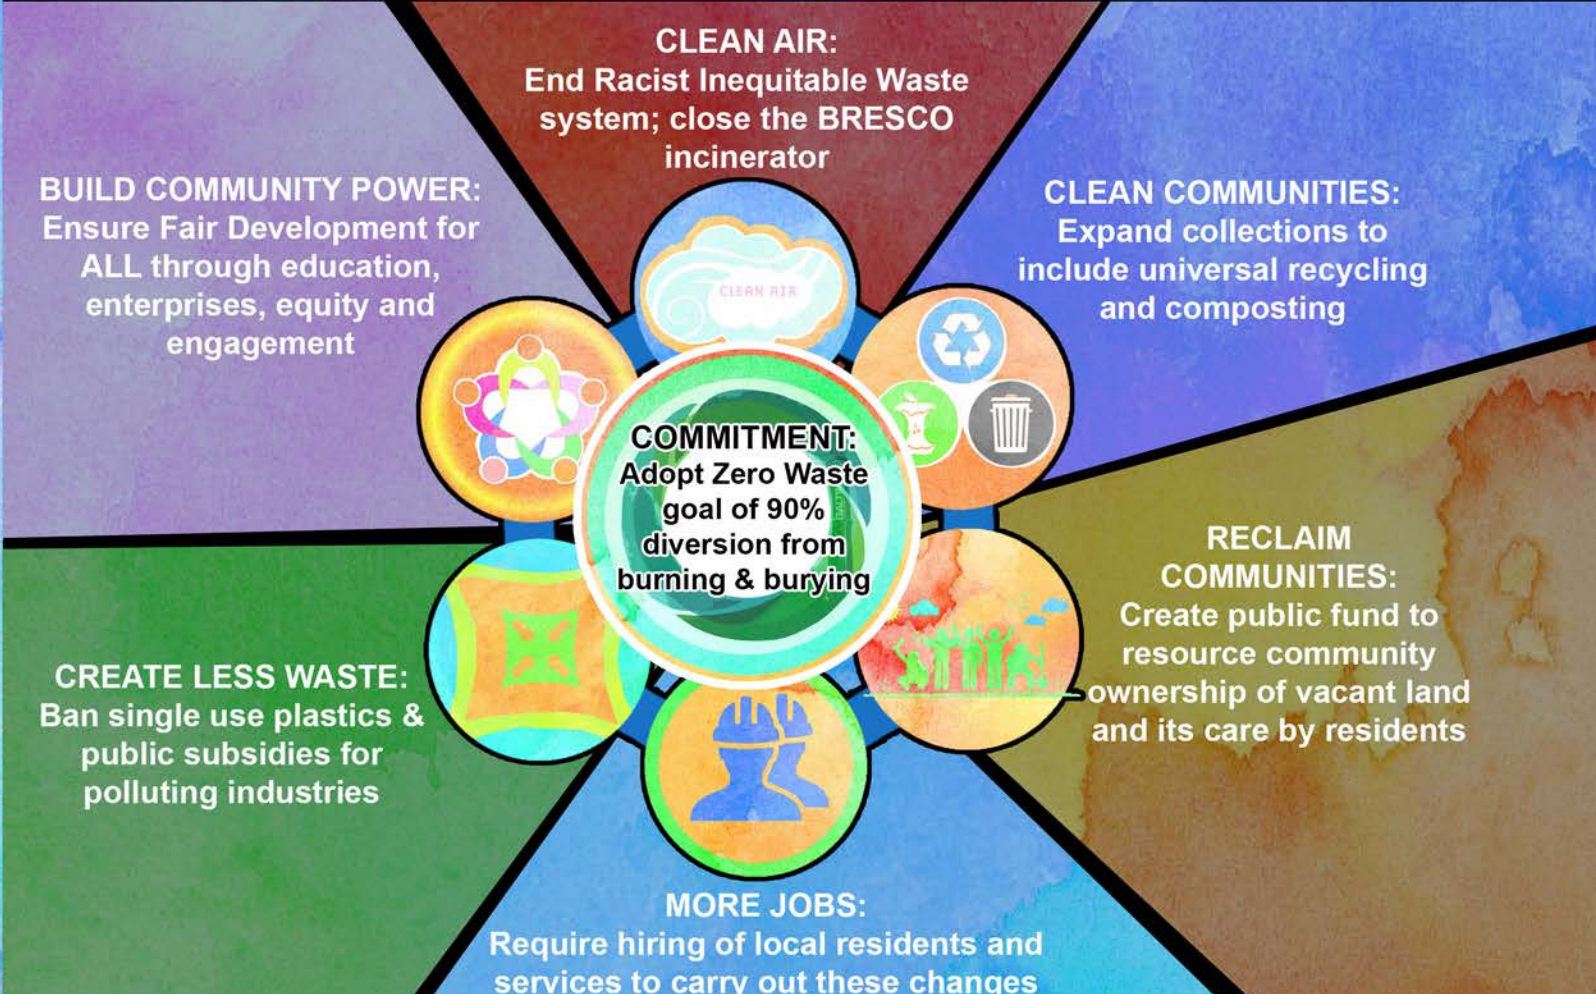 CLEAN AIR:
End Racist Inequitable Waste
system; close the BRESCO
incinerator
CLEAN AIR
BUILD COMMUNITY POWER:
Ensure Fair Development for
ALL through education,
enterprises, equity and
engagement
CLEAN COMMUNITIES:
Expand collections to
include universal recycling
and composting
COMMITMENT:
Adopt Zero Waste
goal of 90%
diversion from
burning & burying
RECLAIM
COMMUNITIES:
Create public fund to
resource community
ownership of vacant land
and its care by residents
CREATE LESS WASTE:
Ban single use plastics &
public subsidies for
polluting industries
MORE JOBS:
Require hiring of local residents and
services to carry out these changes